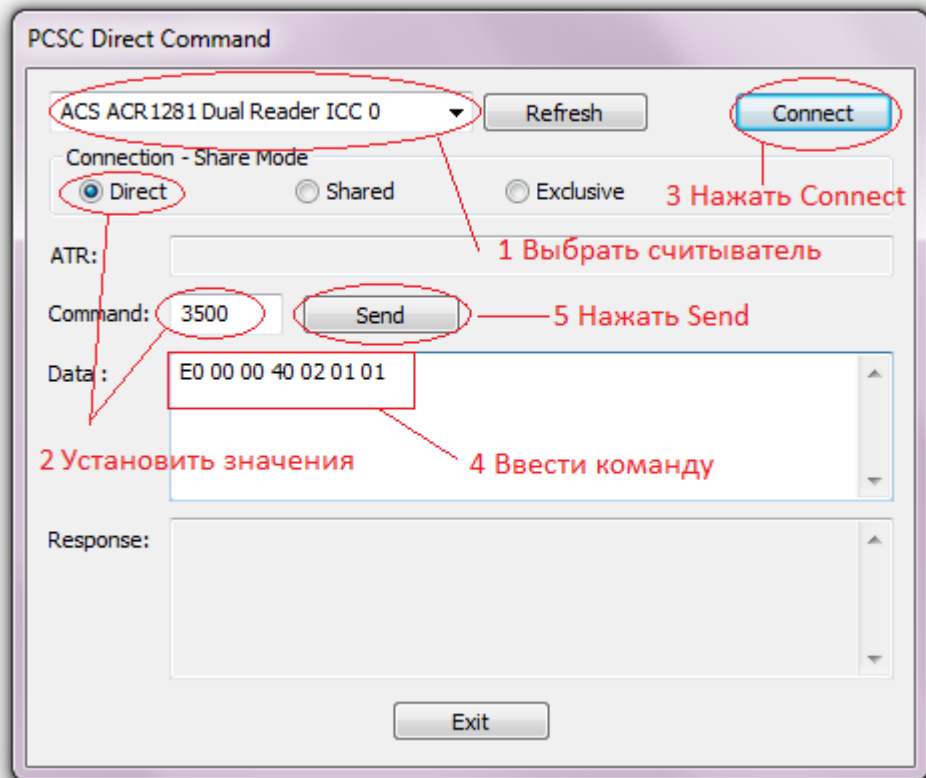 PCSC Direct Command
ACS ACR1281 Dual Reader ICC 0
Refresh
Connect
Connection - Share Mode
Direct
Shared
Exclusive
3 Нажать Connect
ATR:
1 Выбрать считыватель
Command:
3500
Send
5 Нажать Send
Data :
E0 00 00 40 02 01 01
2 Установить значения
4 Ввести команду
Response:
Exit